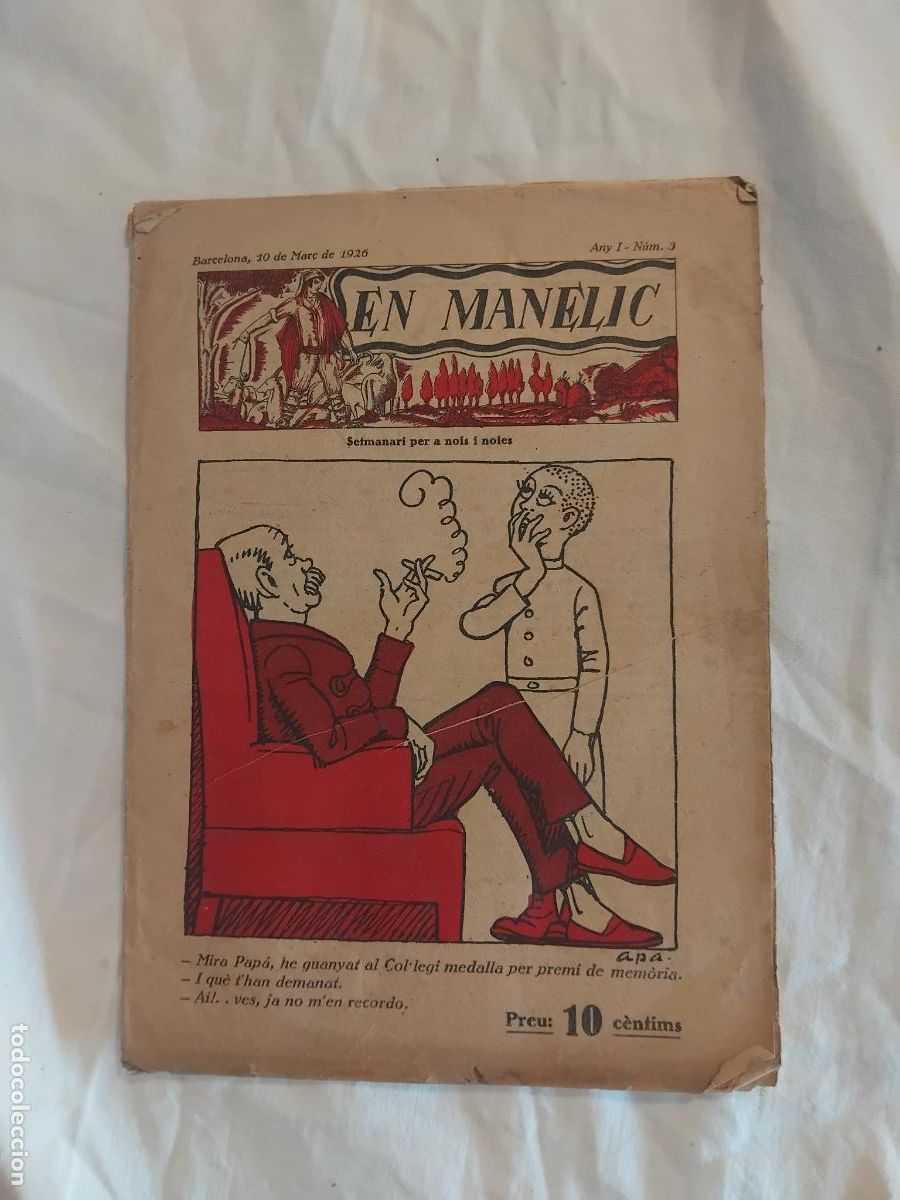 Barcelona, 10 de Març de 1926
Any I - Núm. 3
EN MANELIC
Setmanari per a nois i noies
apa.
– Mira Papá, he guanyat al Col·legi medalla per premi de memòria.
– I què t'han demanat.
– Ai!. . ves, ja no m'en recordo.
Preu: 10 cèntims
todocoleccion
todocoleccion